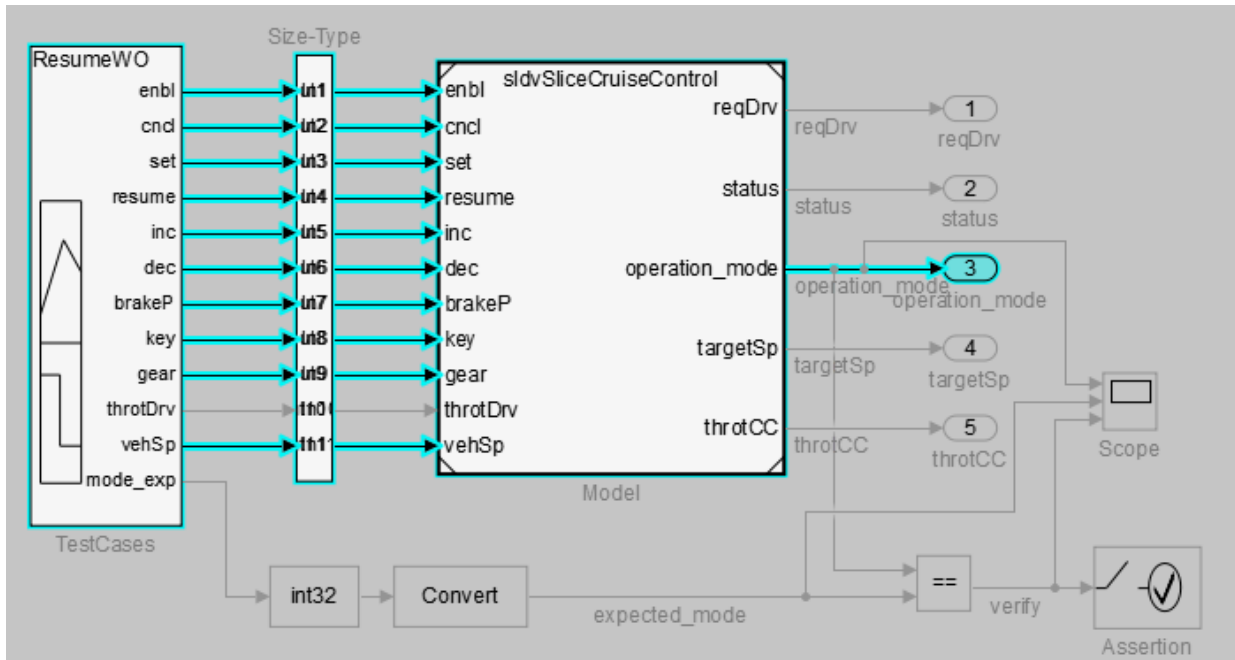 Size-Type
ResumeWO
enbl
cncl
set
resume
inc
dec
brakeP
key
gear
throtDrv
vehSp
mode_exp
TestCases
sldvSliceCruiseControl
enbl
cncl
set
resume
inc
dec
brakeP
key
gear
throtDrv
vehSp
reqDrv
status
operation_mode
targetSp
throtCC
Model
reqDrv
1
reqDrv
status
2
status
operation_mode
3
operation_mode
targetSp
4
targetSp
throtCC
5
throtCC
Scope
int32
Convert
expected_mode
==
verify
Assertion